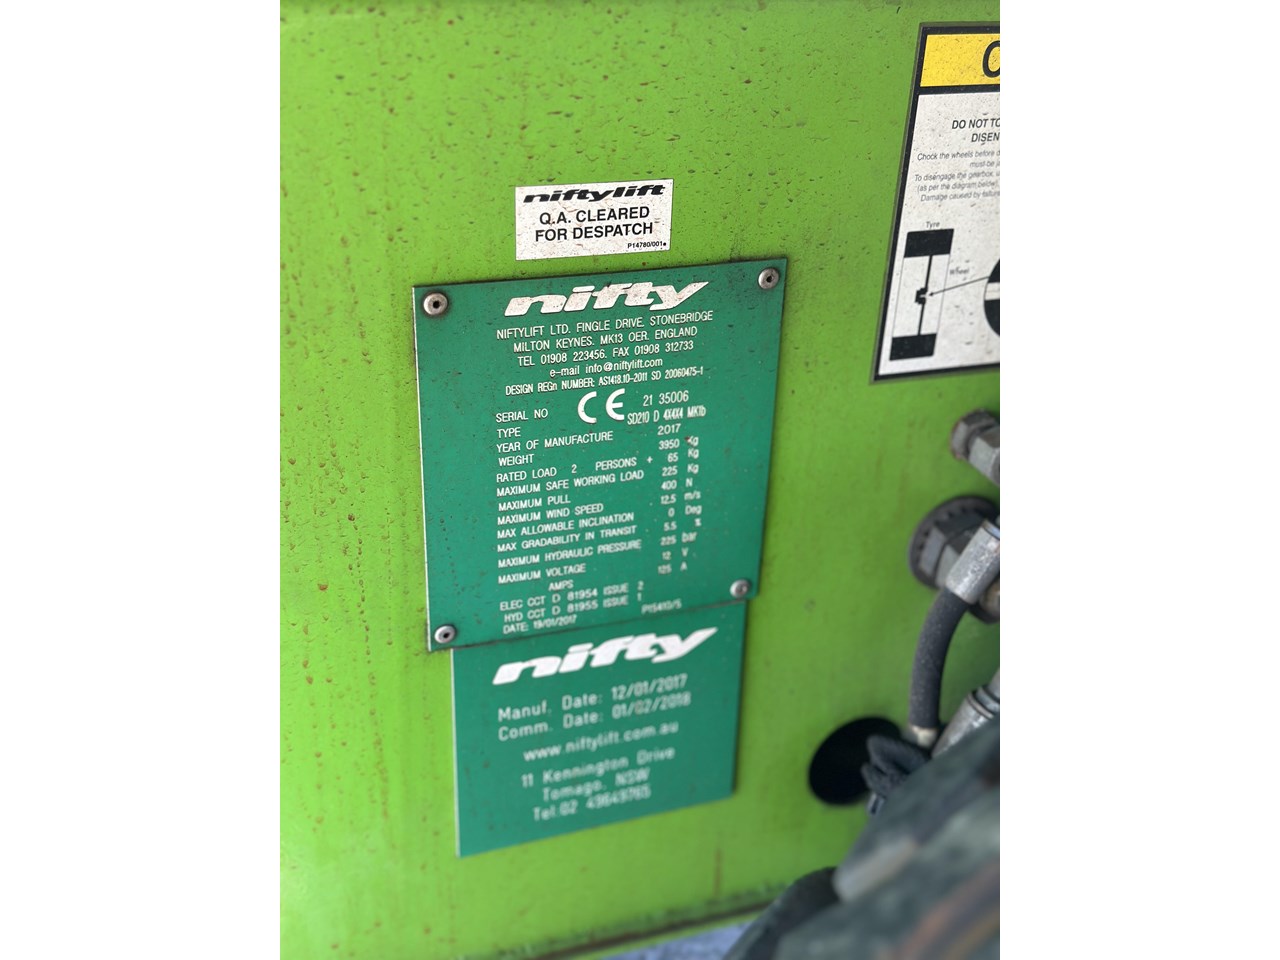 niftylift
Q.A. CLEARED
FOR DESPATCH
P14780/001
nifty
NIFTYLIFT LTD. FINGLE DRIVE. STONEBRIDGE
MILTON KEYNES. MK13 OER. ENGLAND
TEL 01908 223456. FAX 01908 312733
e-mail info@niftylift.com
DESIGN REGn NUMBER: AS1418.10-2011 SD 20060475-1
CE
SERIAL NO 21 35006
TYPE SD210 D 4X4X4 MK1b
YEAR OF MANUFACTURE 2017
WEIGHT 3950 Kg
RATED LOAD 2 PERSONS + 65 Kg
MAXIMUM SAFE WORKING LOAD 225 Kg
MAXIMUM PULL 400 N
MAXIMUM WIND SPEED 12.5 m/s
MAX ALLOWABLE INCLINATION 0 Deg
MAX GRADABILITY IN TRANSIT 5.5 %
MAXIMUM HYDRAULIC PRESSURE 225 bar
MAXIMUM VOLTAGE 12 V
AMPS 125 A
ELEC CCT D 81954 ISSUE 2
HYD CCT D 81955 ISSUE 1
DATE: 19/01/2017 P15410/5
nifty
Manuf. Date: 12/01/2017
Comm. Date: 01/02/2018
www.niftylift.com.au
11 Kennington Drive
Tomago, NSW
Tel:02 49649765
C
DO NOT TO
DISEN
Chock the wheels before d
must be ja
To disengage the gearbox, u
(as per the diagram below)
Damage caused by failure
Tyre
Wheel